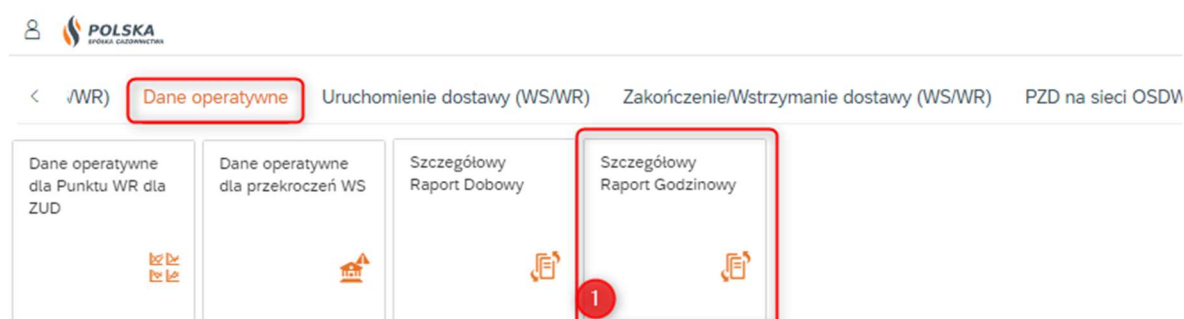 POLSKA
SPÓŁKA GAZOWNICTWA
/WR) Dane operatywne Uruchomienie dostawy (WS/WR) Zakończenie/Wstrzymanie dostawy (WS/WR) PZD na sieci OSDW
Dane operatywne
dla Punktu WR dla
ZUD
Dane operatywne
dla przekroczeń WS
Szczegółowy
Raport Dobowy
Szczegółowy
Raport Godzinowy
1